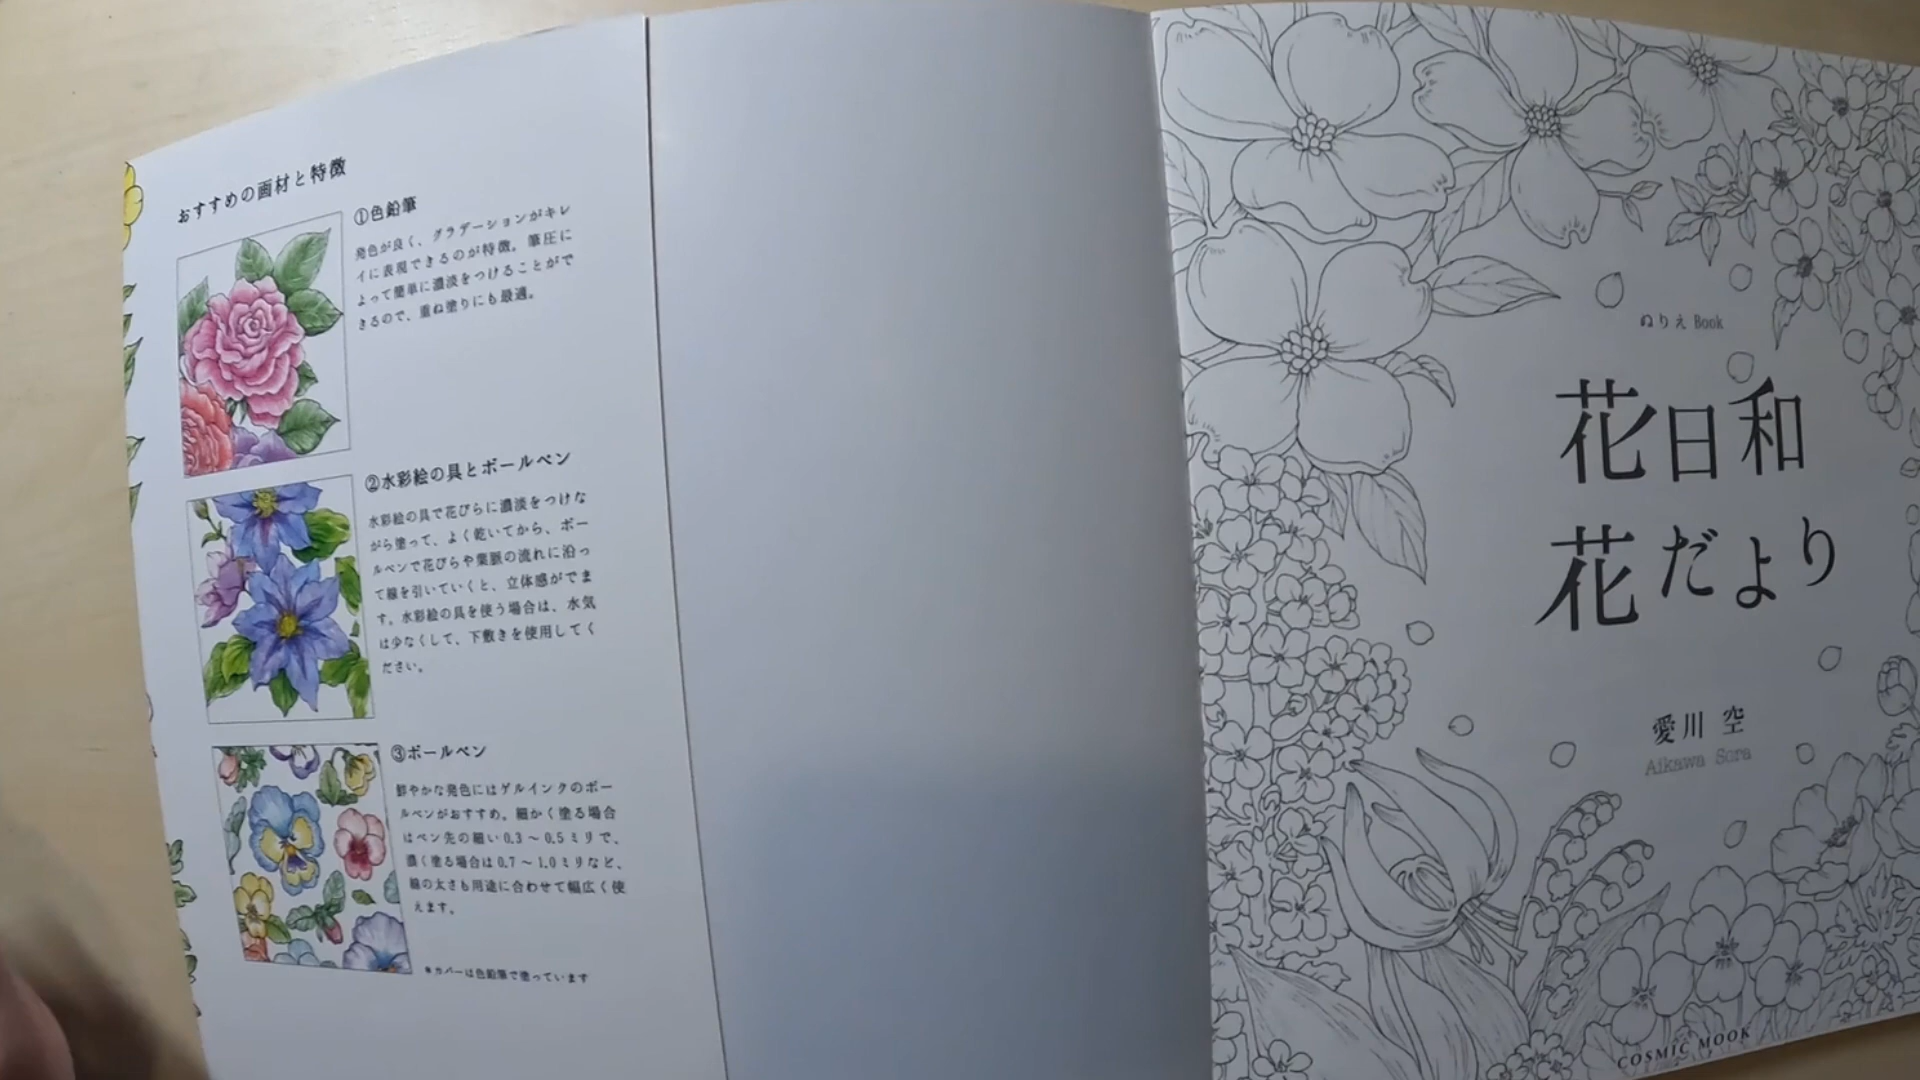 おすすめの画材と特徴
①色鉛筆
発色が良く、グラデーションがキレ
イに表現できるのが特徴。筆圧に
よって簡単に濃淡をつけることがで
きるので、重ね塗りにも最適。
②水彩絵の具とボールペン
水彩絵の具で花びらに濃淡をつけな
がら塗って、よく乾いてから、ボー
ルペンで花びらや葉脈の流れに沿っ
て線を引いていくと、立体感がでま
す。水彩絵の具を使う場合は、水気
は少なくして、下敷きを使用してく
ださい。
③ボールペン
鮮やかな発色にはゲルインクのボー
ルペンがおすすめ。細かく塗る場合
はペン先の細い0.3～0.5ミリで、
濃く塗る場合は0.7～1.0ミリなど、
線の太さも用途に合わせて幅広く使
えます。
＊カバーは色鉛筆で塗っています
ぬりえ Book
花日和
花だより
愛川 空
Aikawa Sora
COSMIC MOOK